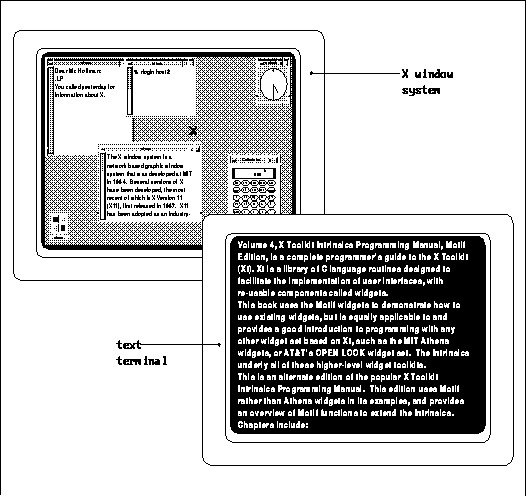 Dear Mr. Hoffman:
.LP
You called yesterday for
information about X.
% rlogin host2
X window
system
The X window system is a
network based graphic window
system that was developed at MIT
in 1984. Several versions of X
have been developed, the most
recent of which is X Version 11
(X11), first released in 1987. X11
has been adopted as an industry-
Volume 4, X Toolkit Intrinsics Programming Manual, Motif
Edition, is a complete programmer's guide to the X Toolkit
(Xt). Xt is a library of C language routines designed to
facilitate the implementation of user interfaces, with
re-usable components called widgets.
This book uses the Motif widgets to demonstrate how to
use existing widgets, but is equally applicable to and
provides a good introduction to programming with any
other widget set based on Xt, such as the MIT Athena
widgets, or AT&T's OPEN LOOK widget set. The Intrinsics
underly all of these higher-level widget toolkits.
This is an alternate edition of the popular X Toolkit
Intrinsics Programming Manual. This edition uses Motif
rather than Athena widgets in its examples, and provides
an overview of Motif functions to extend the Intrinsics.
Chapters include:
text
terminal